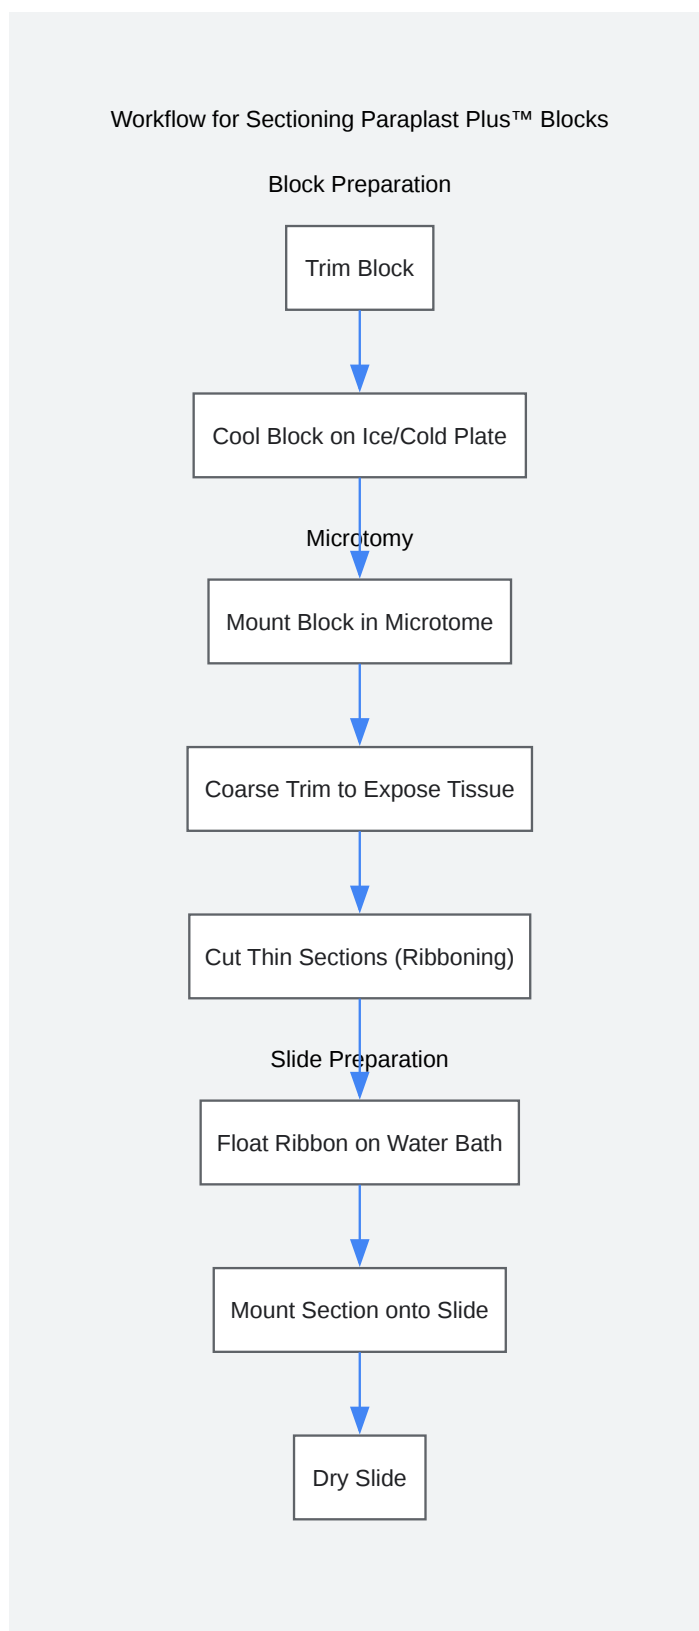 Workflow for Sectioning Paraplast Plus™ Blocks
Block Preparation
Trim Block
Cool Block on Ice/Cold Plate
Microtomy
Mount Block in Microtome
Coarse Trim to Expose Tissue
Cut Thin Sections (Ribboning)
Slide Preparation
Float Ribbon on Water Bath
Mount Section onto Slide
Dry Slide